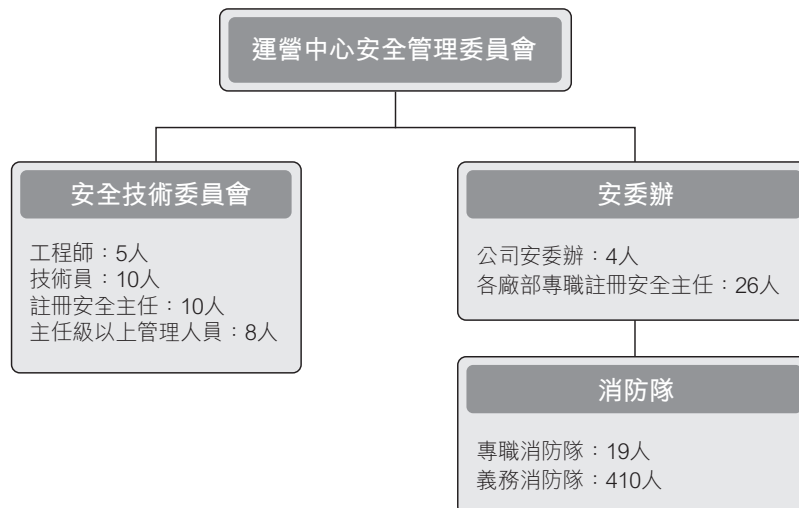 運營中心安全管理委員會
安全技術委員會
工程師：5人
技術員：10人
註冊安全主任：10人
主任級以上管理人員：8人
安委辦
公司安委辦：4人
各廠部專職註冊安全主任：26人
消防隊
專職消防隊：19人
義務消防隊：410人